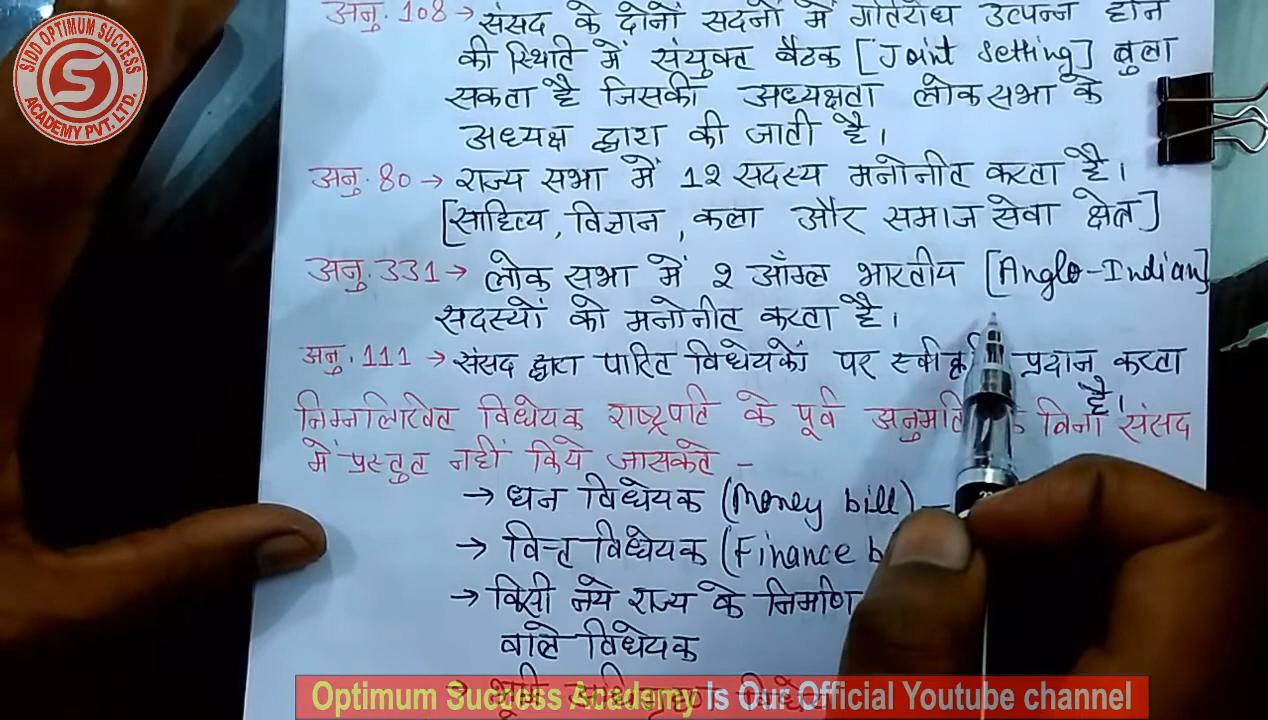 SIDD OPTIMUM SUCCESS
S
ACADEMY PVT. LTD.
अनु. 108 → संसद के दोनों सदनों में गतिरोध उत्पन्न होने
की स्थिति में संयुक्त बैठक [Joint Setting] बुला
सकता है जिसकी अध्यक्षता लोकसभा के
अध्यक्ष द्वारा की जाती है।
अनु. 80 → राज्य सभा में 12 सदस्य मनोनीत करता है।
[साहित्य, विज्ञान, कला और समाज सेवा क्षेत्र]
अनु. 331 → लोक सभा में 2 आँग्ल भारतीय [Anglo-Indian]
सदस्यों को मनोनीत करता है।
अनु. 111 → संसद द्वारा पारित विधेयकों पर प्रदान करता
है।
निम्नलिखित विधेयक राष्ट्रपति के पूर्व बिना संसद
में प्रस्तुत नहीं किये जासकते -
→ धन विधेयक (Money bill) -
→ वित्त विधेयक (Finance
→ किसी नये राज्य के निर्माण
वाले विधेयक
Optimum Success Academy Is Our Official Youtube channel